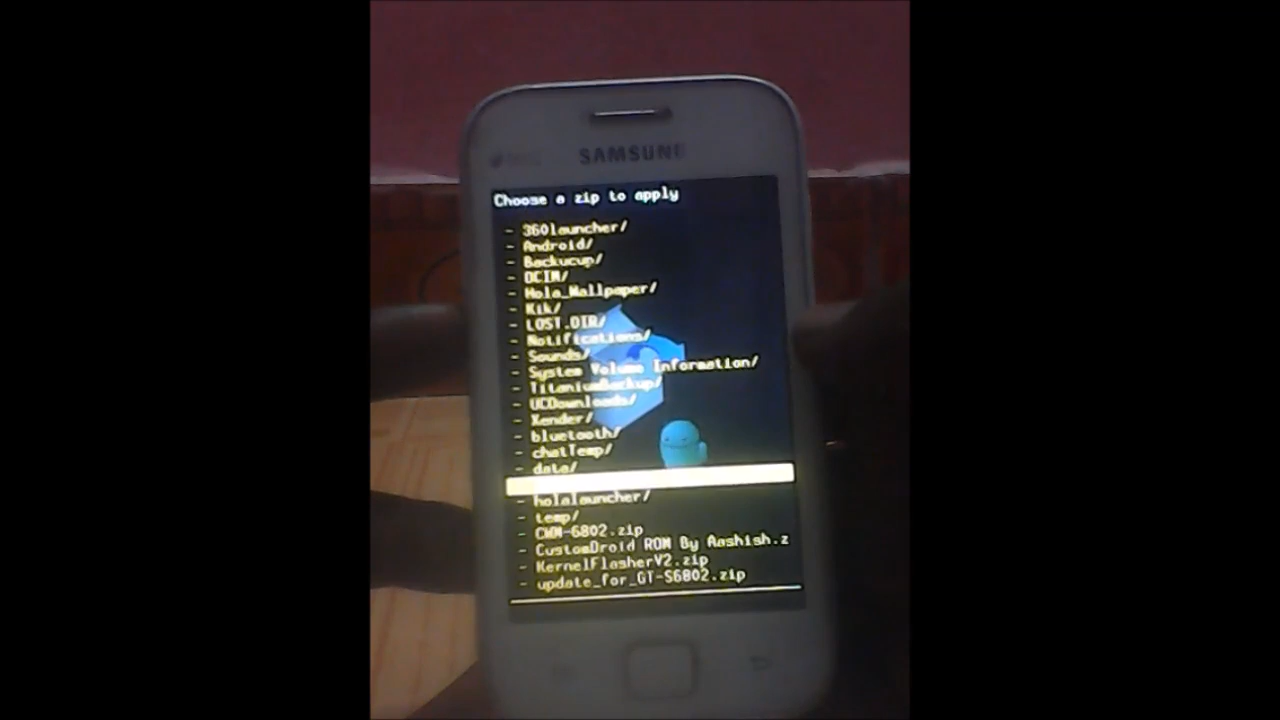 SAMSUNG
Choose a zip to apply
- 360launcher/
- Android/
- Backucup/
- DCIM/
- Hola_Wallpaper/
- Kik/
- LOST.DIR/
- Notifications/
- Sounds/
- System Volume Information/
- TitaniumBackup/
- UCDownloads/
- Xender/
- bluetooth/
- chatTemp/
- data/
- holalauncher/
- temp/
- CWM-6802.zip
- CustomDroid ROM By Aashish.z
- KernelFlasherV2.zip
- update_for_GT-S6802.zip